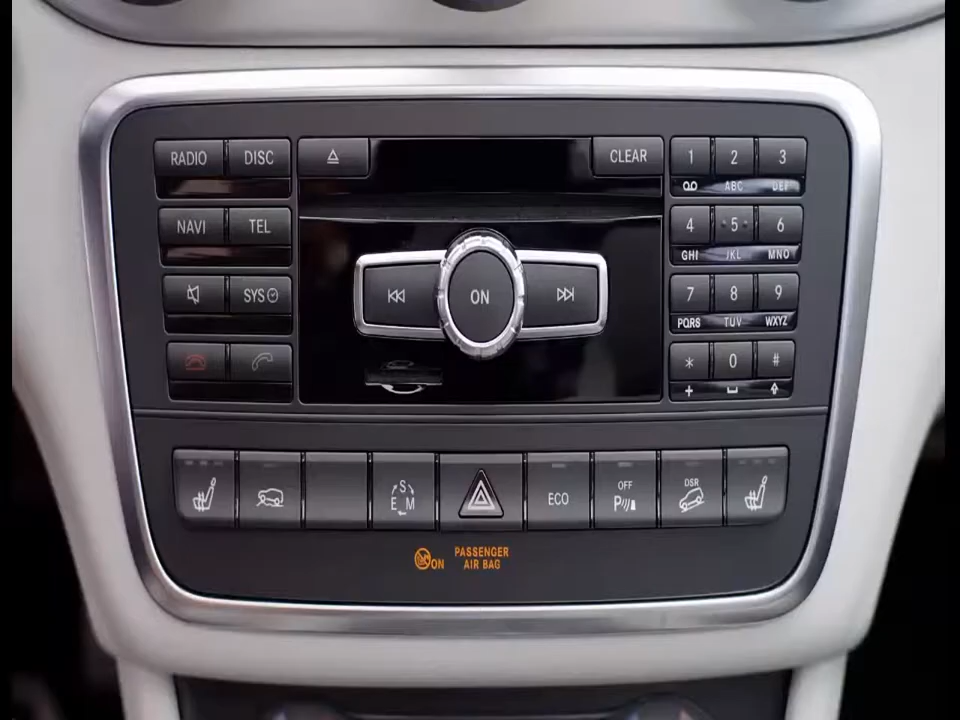 RADIO DISC CLEAR 1 2 3
ABC DEF
NAVI TEL 4 5 6
GHI JKL MNO
SYS 7 8 9
PQRS TUV WXYZ
* 0 #
+
S
E M
ECO
OFF
P
DSR
ON
ON
PASSENGER
AIR BAG